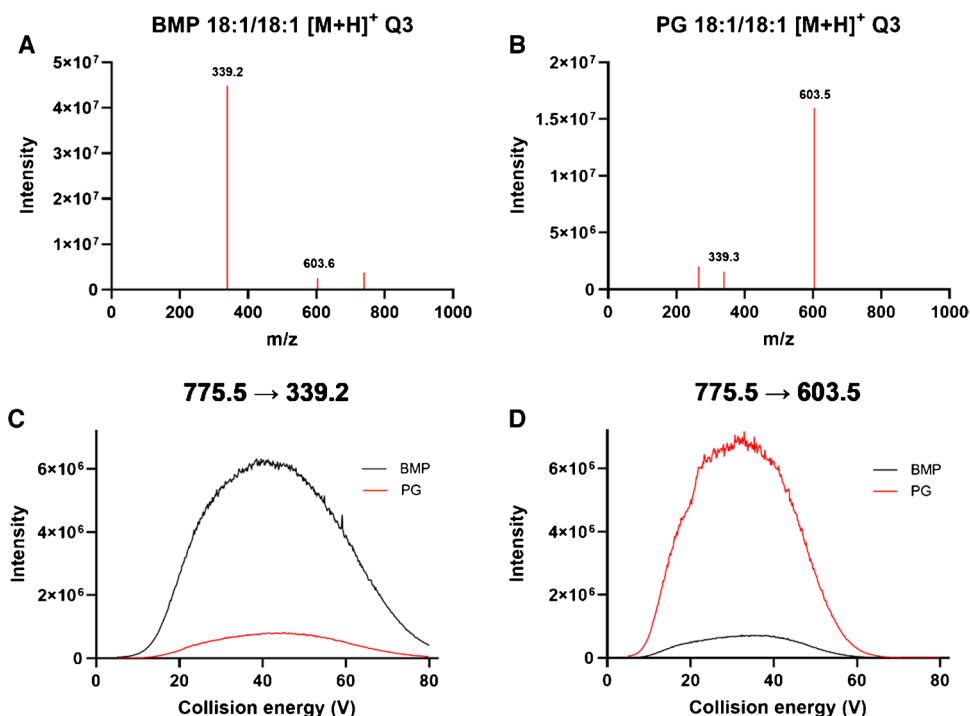 A
BMP 18:1/18:1 [M+H]⁺ Q3
5×10⁷
4×10⁷
3×10⁷
2×10⁷
1×10⁷
0
Intensity
339.2
603.6
0 200 400 600 800 1000
m/z
B
PG 18:1/18:1 [M+H]⁺ Q3
2×10⁷
1.5×10⁷
1×10⁷
5×10⁶
0
Intensity
603.5
339.3
0 200 400 600 800 1000
m/z
C
775.5 → 339.2
6×10⁶
4×10⁶
2×10⁶
0
Intensity
BMP
PG
0 20 40 60 80
Collision energy (V)
D
775.5 → 603.5
6×10⁶
4×10⁶
2×10⁶
0
Intensity
BMP
PG
0 20 40 60 80
Collision energy (V)